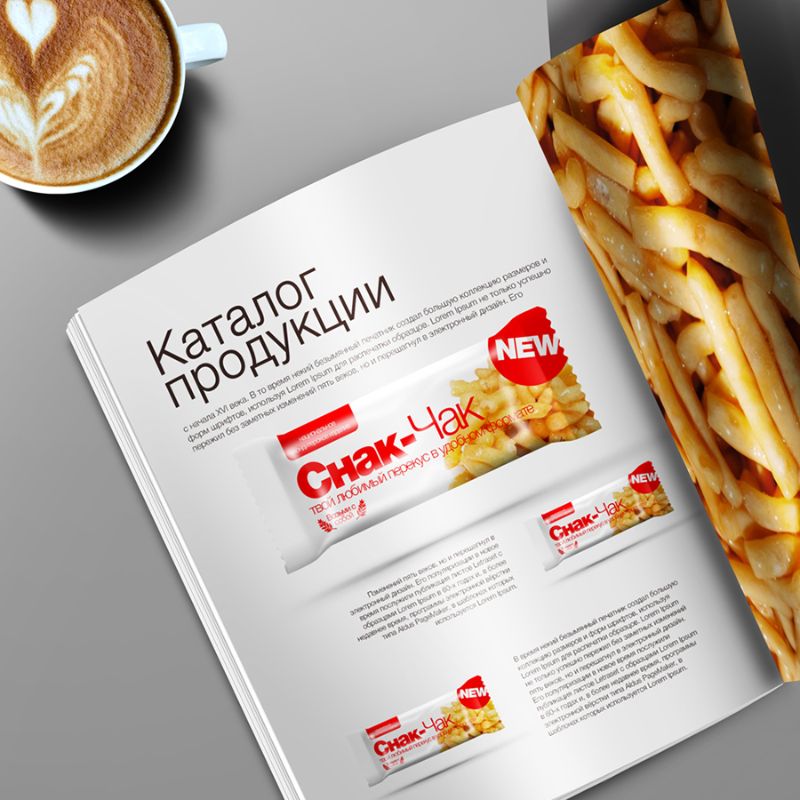 Каталог
продукции
с начала XVI века. В то время некий безымянный печатник создал большую коллекцию размеров и
форм шрифтов, используя Lorem Ipsum для распечатки образцов. Lorem Ipsum не только успешно
пережил без заметных изменений пять веков, но и перешагнул в электронный дизайн. Его
NEW
Снак-Чак
твой любимый перекус в удобном формате
Возьми с
собой
NEW
Снак-Чак
Пзменений пять веков, но и перешагнул в
электронный дизайн. Его популяризации в новое
время послужили публикация листов Letraset с
образцами Lorem Ipsum в 60-х годах и, в более
недавнее время, программы электронной вёрстки
типа Aldus PageMaker, в шаблонах которых
используется Lorem Ipsum.
В время некий безымянный печатник создал большую
коллекцию размеров и форм шрифтов, используя
Lorem Ipsum для распечатки образцов. Lorem Ipsum
не только успешно пережил без заметных изменений
пять веков, но и перешагнул в электронный дизайн.
Его популяризации в новое время послужили
публикация листов Letraset с образцами Lorem Ipsum
в 60-х годах и, в более недавнее время, программы
электронной вёрстки типа Aldus PageMaker, в
шаблонах которых используется Lorem Ipsum.
NEW
Снак-Чак